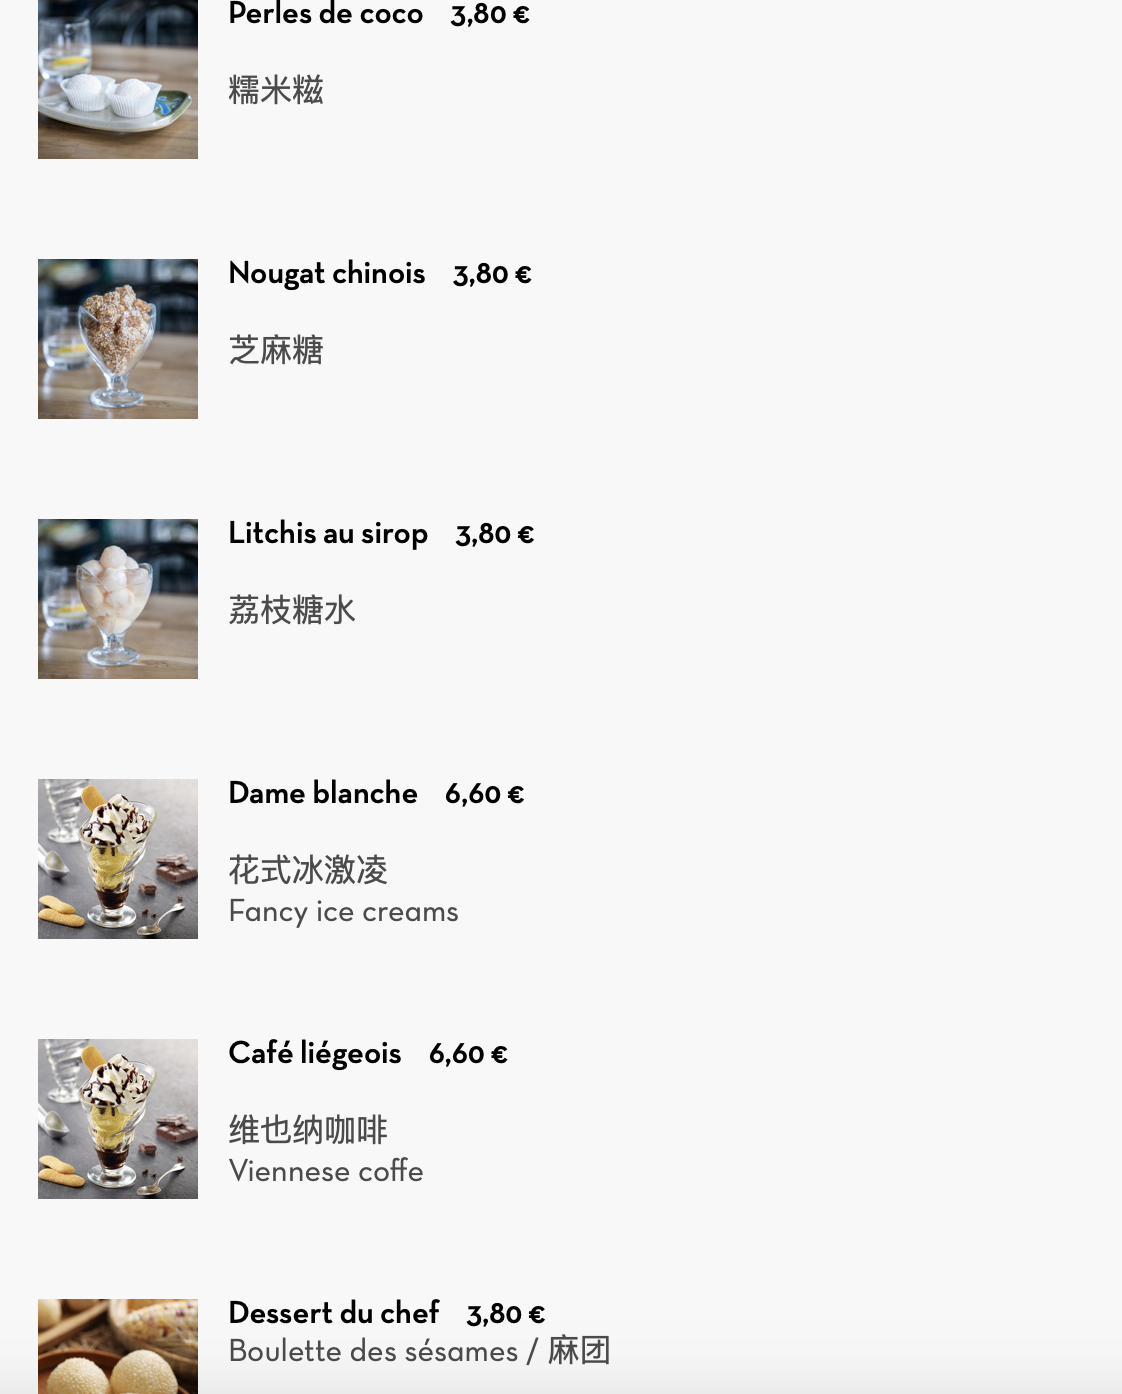 Perles de coco 3,80 €
糯米糍
Nougat chinois 3,80 €
芝麻糖
Litchis au sirop 3,80 €
荔枝糖水
Dame blanche 6,60 €
花式冰激凌
Fancy ice creams
Café liégeois 6,60 €
维也纳咖啡
Viennese coffe
Dessert du chef 3,80 €
Boulette des sésames / 麻团